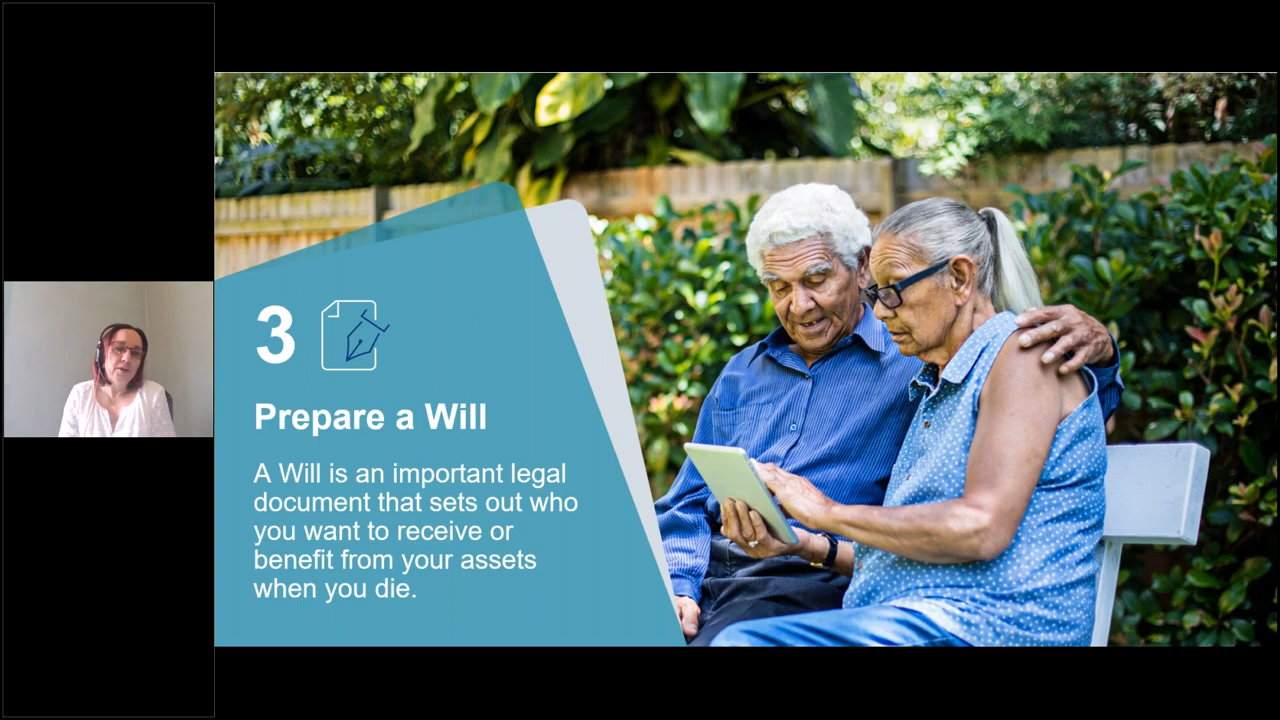 3
Prepare a Will
A Will is an important legal
document that sets out who
you want to receive or
benefit from your assets
when you die.